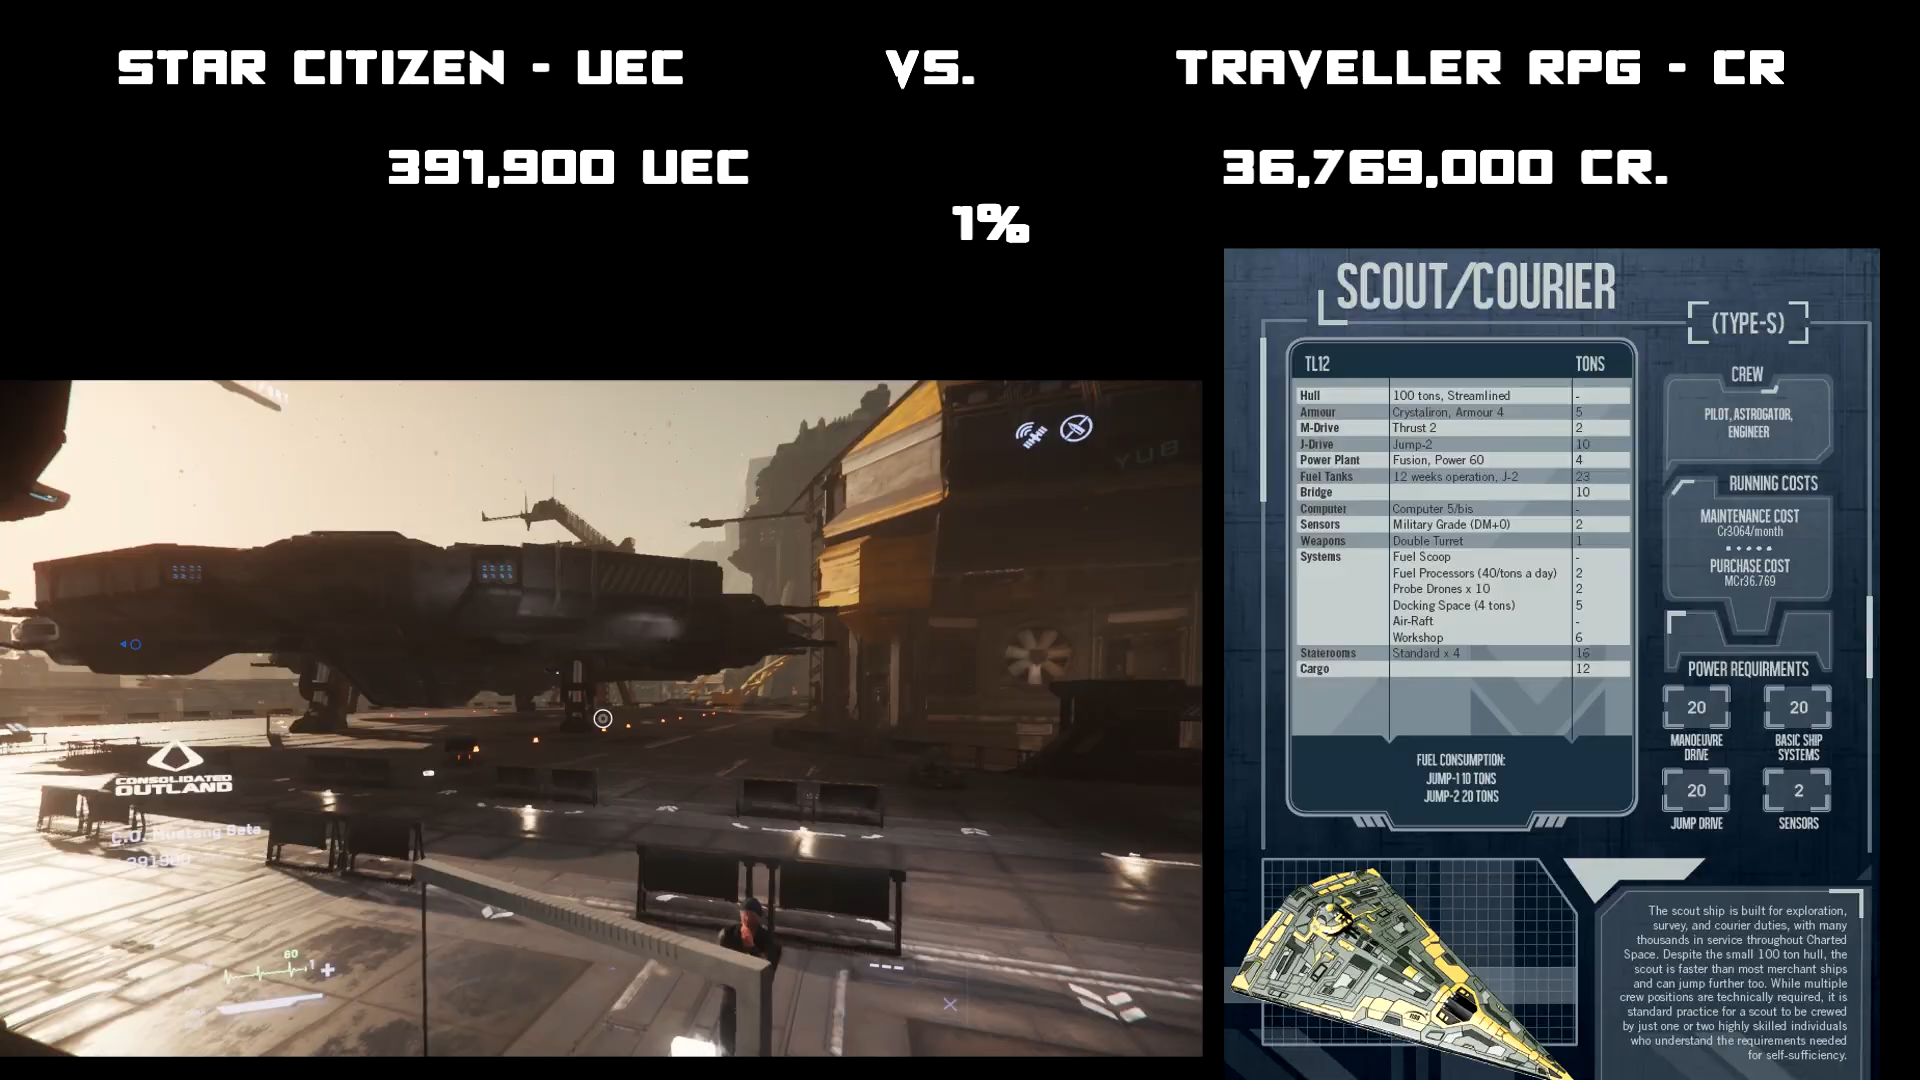 STAR CITIZEN - UEC VS. TRAVELLER RPG - CR
391,900 UEC 36,769,000 CR.
1%
SCOUT/COURIER
(TYPE-S)
TL12 TONS
Hull 100 tons, Streamlined -
Armour Crystaliron, Armour 4 5
M-Drive Thrust 2 2
J-Drive Jump-2 10
Power Plant Fusion, Power 60 4
Fuel Tanks 12 weeks operation, J-2 23
Bridge 10
Computer Computer 5/bis -
Sensors Military Grade (DM+0) 2
Weapons Double Turret 1
Systems Fuel Scoop -
Fuel Processors (40/tons a day) 2
Probe Drones x 10 2
Docking Space (4 tons) 5
Air-Raft -
Workshop 6
Staterooms Standard x 4 16
Cargo 12
FUEL CONSUMPTION:
JUMP-1 10 TONS
JUMP-2 20 TONS
CREW
PILOT, ASTROGATOR,
ENGINEER
RUNNING COSTS
MAINTENANCE COST
Cr3064/month
PURCHASE COST
MCr36.769
POWER REQUIRMENTS
20 20
MANOEUVRE
DRIVE
BASIC SHIP
SYSTEMS
20 2
JUMP DRIVE SENSORS
The scout ship is built for exploration,
survey, and courier duties, with many
thousands in service throughout Charted
Space. Despite the small 100 ton hull, the
scout is faster than most merchant ships
and can jump further too. While multiple
crew positions are technically required, it is
standard practice for a scout to be crewed
by just one or two highly skilled individuals
who understand the requirements needed
for self-sufficiency.
YUB
CONSOLIDATED
OUTLAND
C.O. Mustang Beta
391900
80
1